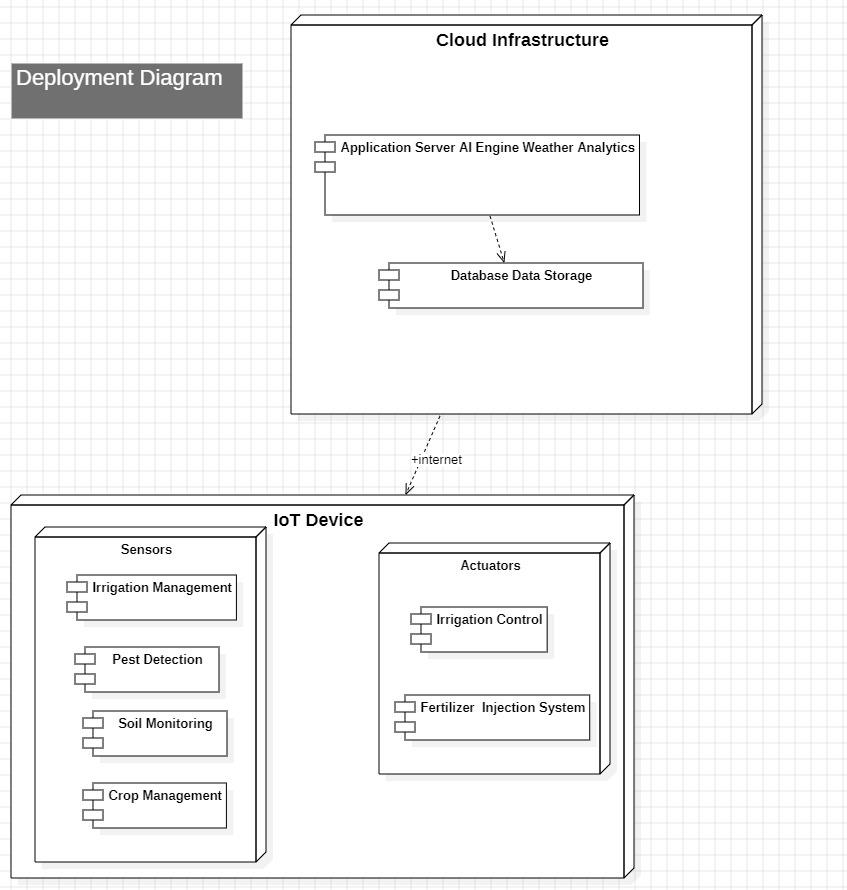 Cloud Infrastructure
Deployment Diagram
Application Server AI Engine Weather Analytics
Database Data Storage
+internet
IoT Device
Sensors
Irrigation Management
Pest Detection
Soil Monitoring
Crop Management
Actuators
Irrigation Control
Fertilizer  Injection System